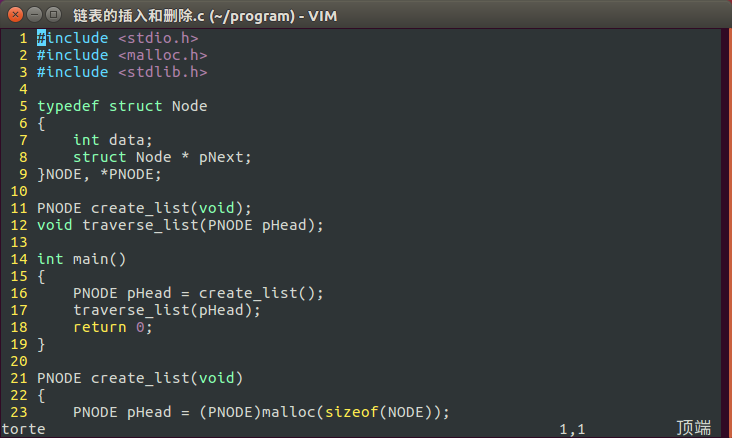 链表的插入和删除.c (~/program) - VIM
1 #include <stdio.h>
2 #include <malloc.h>
3 #include <stdlib.h>
4
5 typedef struct Node
6 {
7     int data;
8     struct Node * pNext;
9 }NODE, *PNODE;
10
11 PNODE create_list(void);
12 void traverse_list(PNODE pHead);
13
14 int main()
15 {
16     PNODE pHead = create_list();
17     traverse_list(pHead);
18     return 0;
19 }
20
21 PNODE create_list(void)
22 {
23     PNODE pHead = (PNODE)malloc(sizeof(NODE));
torte 1,1 顶端